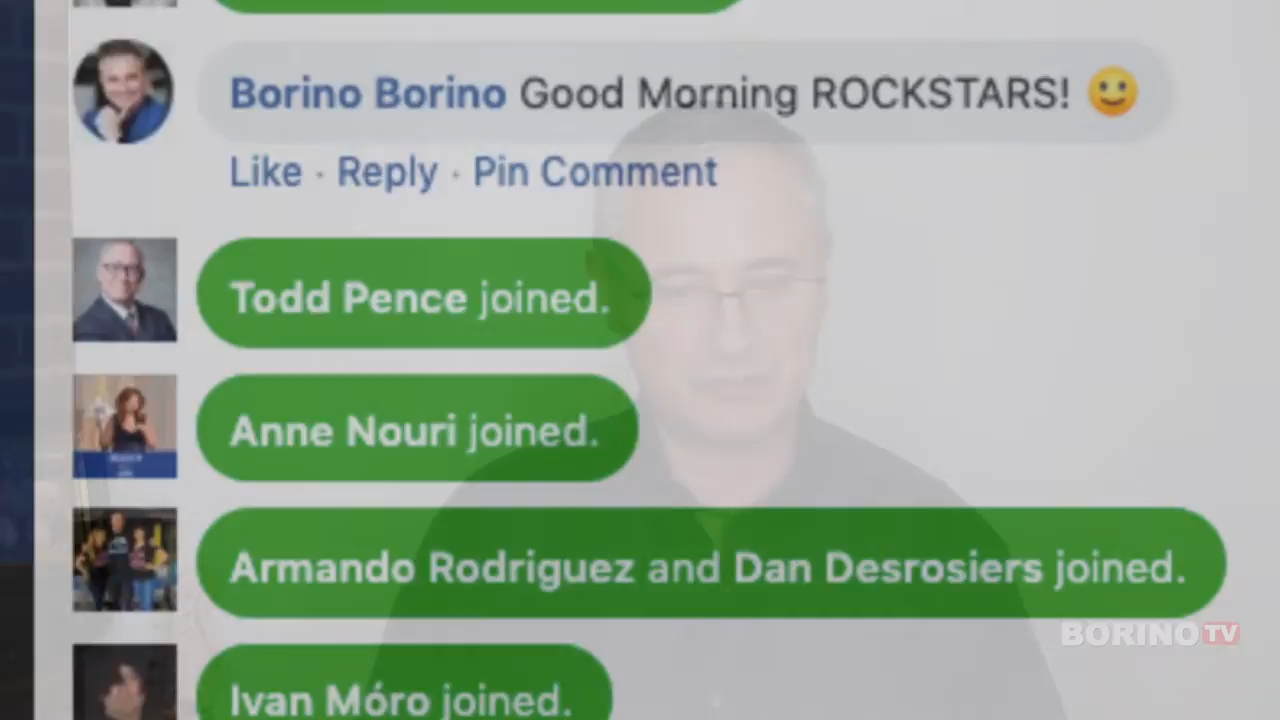 Borino Borino Good Morning ROCKSTARS!
Like · Reply · Pin Comment
Todd Pence joined.
Anne Nouri joined.
Armando Rodriguez and Dan Desrosiers joined.
BORINO TV
Ivan Móro joined.